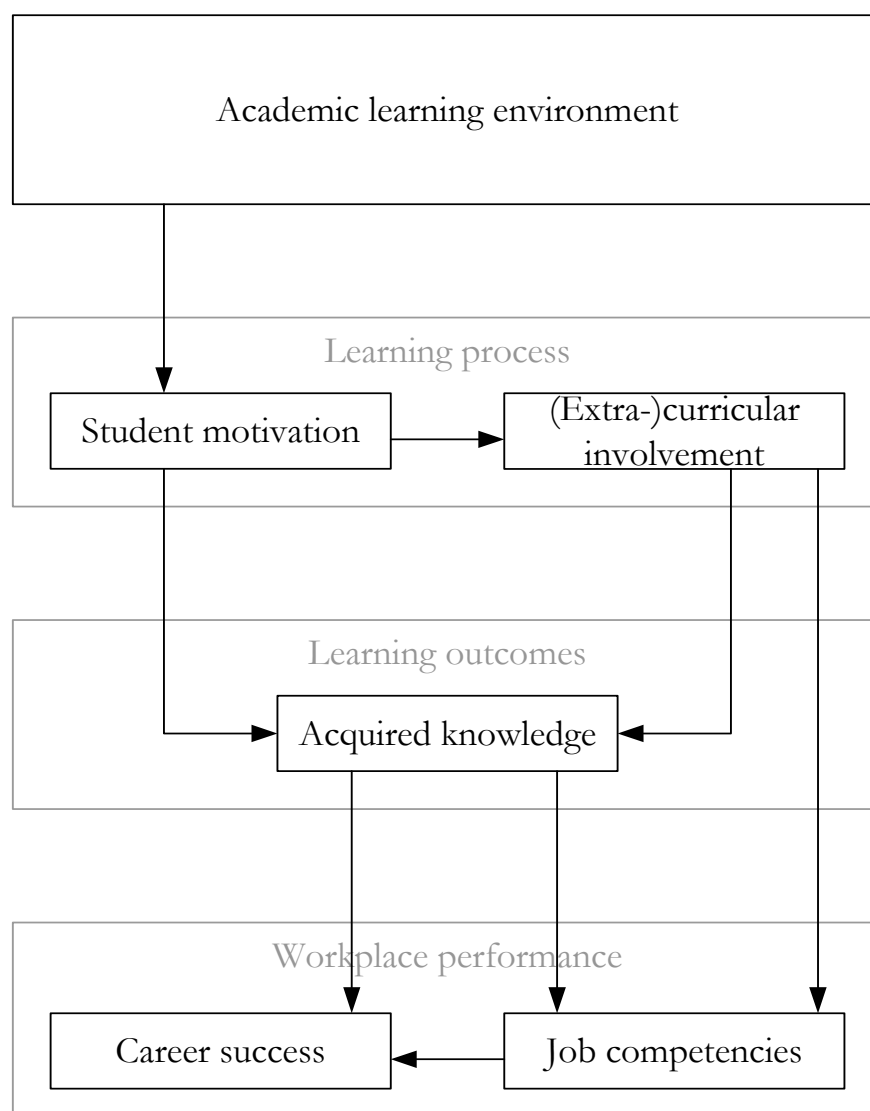 Academic learning environment
Learning process
Student motivation
(Extra-)curricular
involvement
Learning outcomes
Acquired knowledge
Workplace performance
Career success
Job competencies